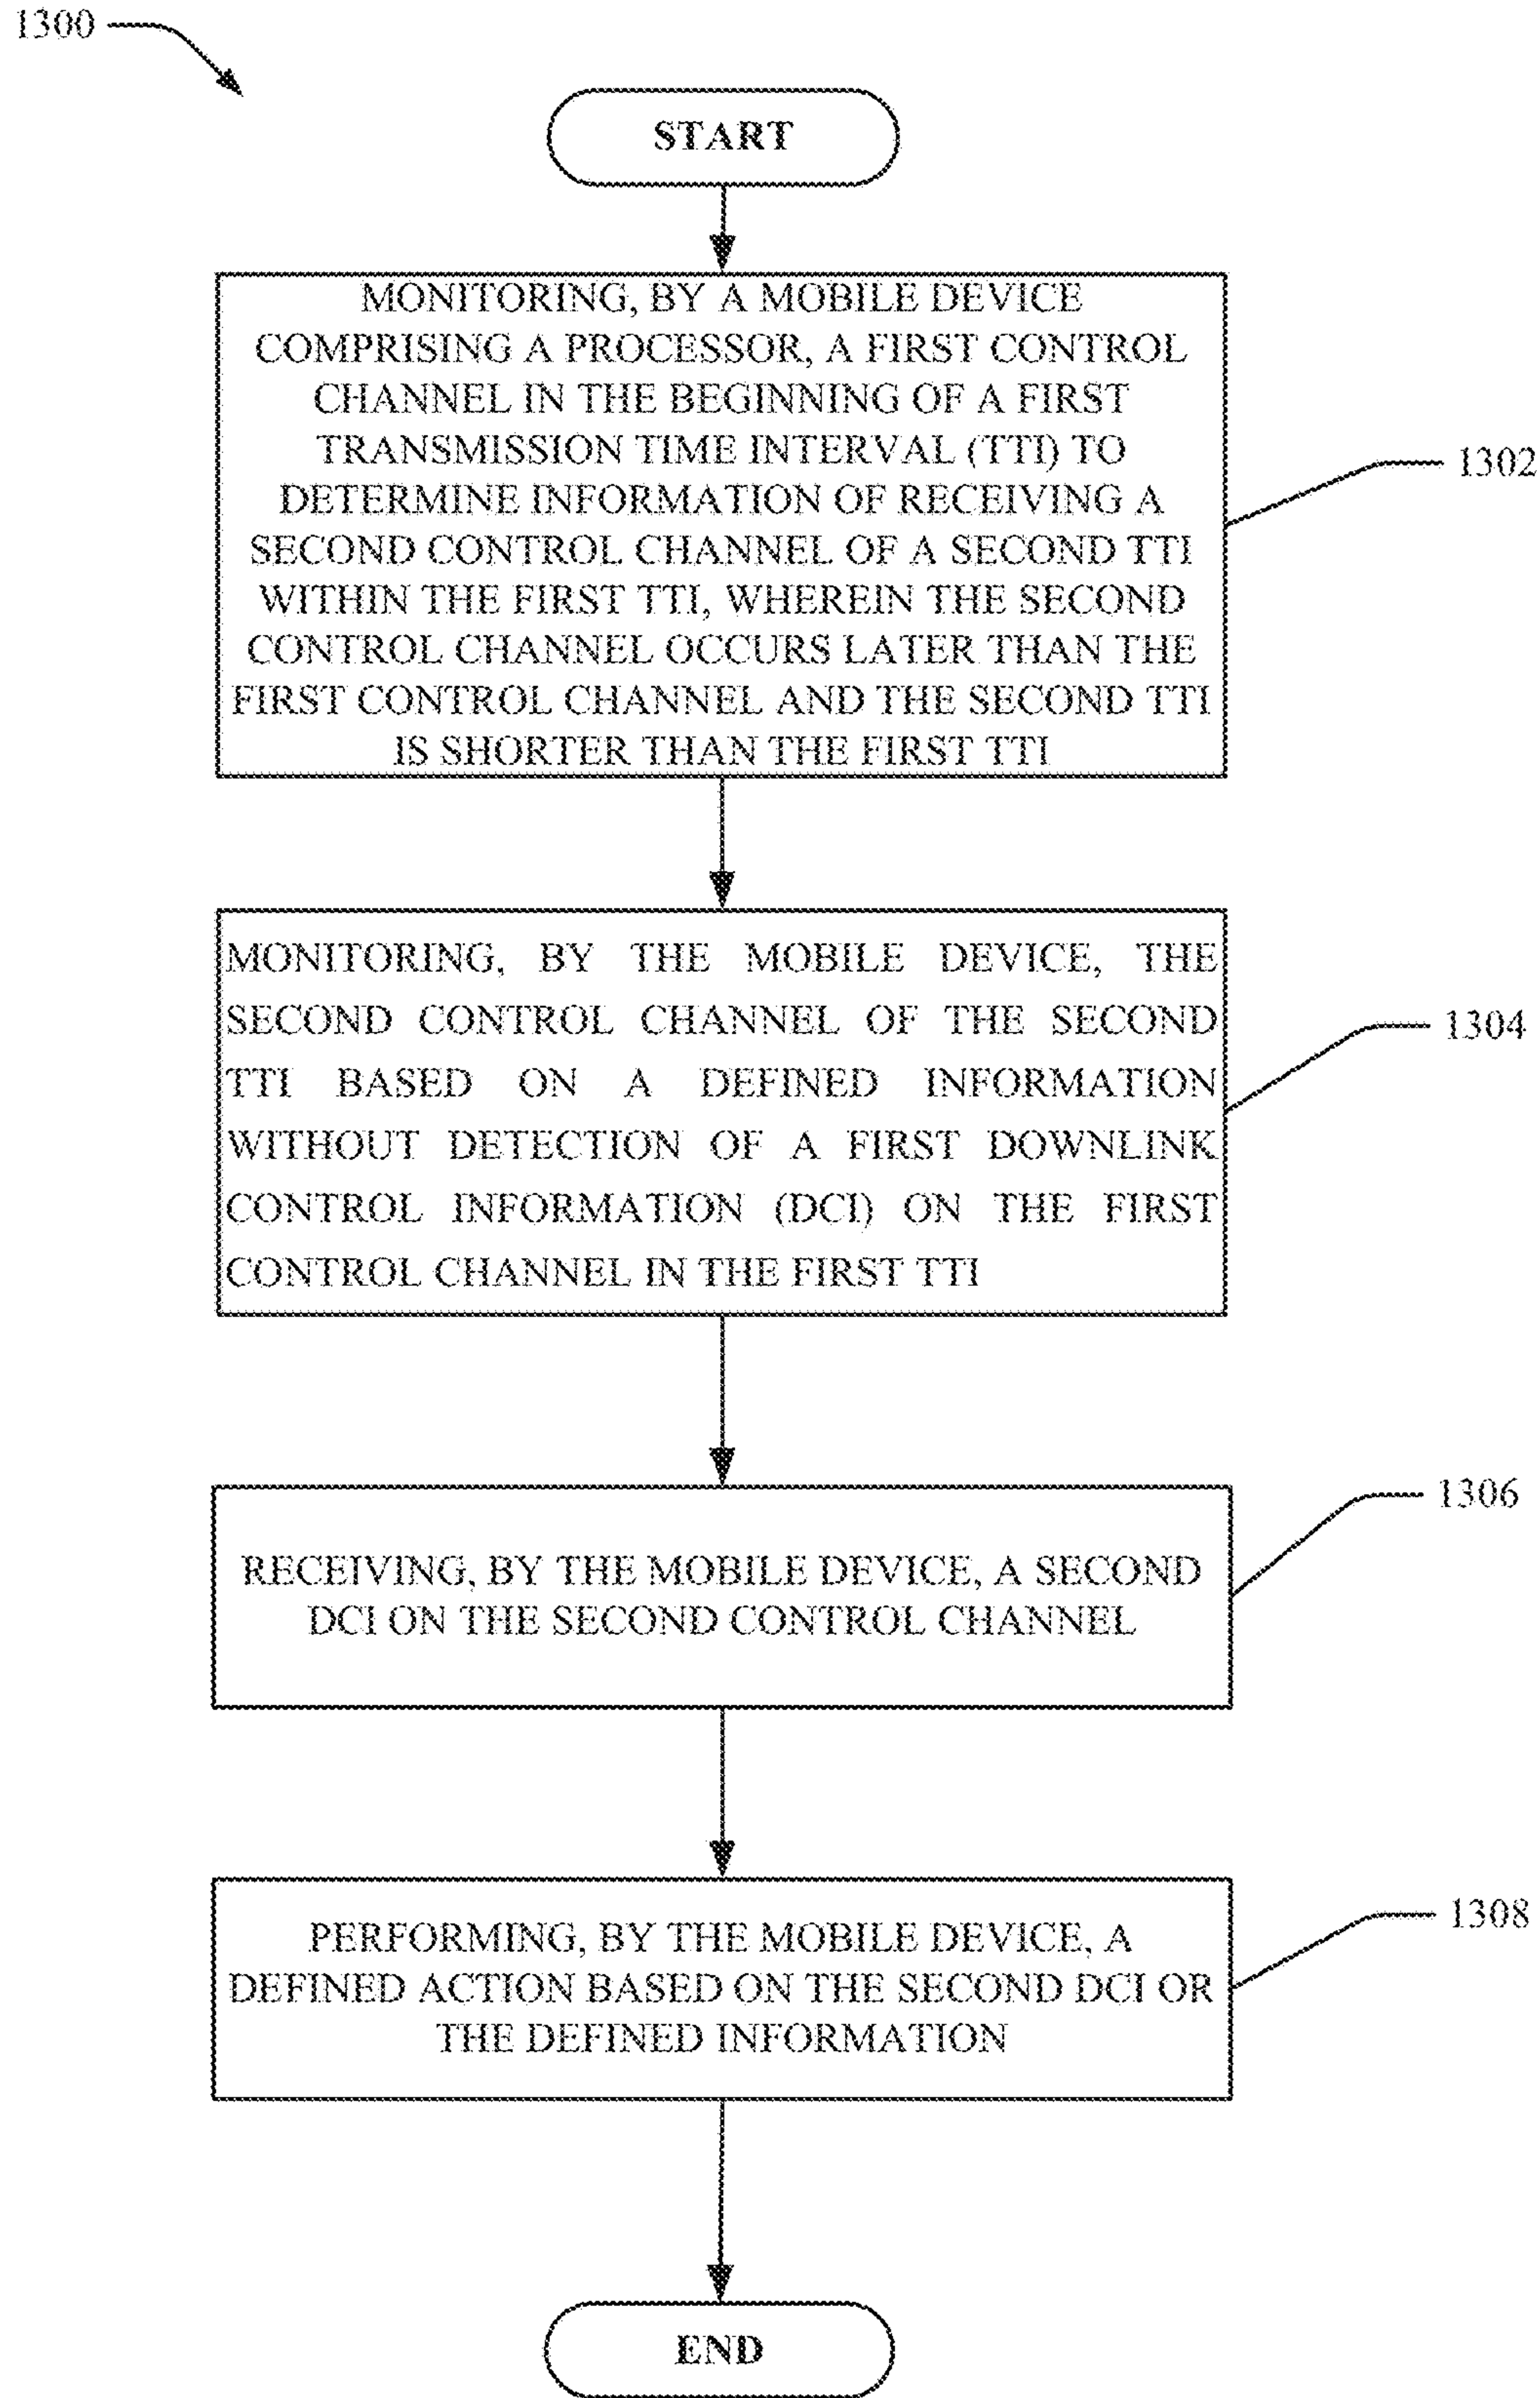 1300
START
MONITORING, BY A MOBILE DEVICE
COMPRISING A PROCESSOR, A FIRST CONTROL
CHANNEL IN THE BEGINNING OF A FIRST
TRANSMISSION TIME INTERVAL (TTI) TO
DETERMINE INFORMATION OF RECEIVING A
SECOND CONTROL CHANNEL OF A SECOND TTI
WITHIN THE FIRST TTI, WHEREIN THE SECOND
CONTROL CHANNEL OCCURS LATER THAN THE
FIRST CONTROL CHANNEL AND THE SECOND TTI
IS SHORTER THAN THE FIRST TTI
1302
MONITORING, BY THE MOBILE DEVICE, THE
SECOND CONTROL CHANNEL OF THE SECOND
TTI BASED ON A DEFINED INFORMATION
WITHOUT DETECTION OF A FIRST DOWNLINK
CONTROL INFORMATION (DCI) ON THE FIRST
CONTROL CHANNEL IN THE FIRST TTI
1304
RECEIVING, BY THE MOBILE DEVICE, A SECOND
DCI ON THE SECOND CONTROL CHANNEL
1306
PERFORMING, BY THE MOBILE DEVICE, A
DEFINED ACTION BASED ON THE SECOND DCI OR
THE DEFINED INFORMATION
1308
END